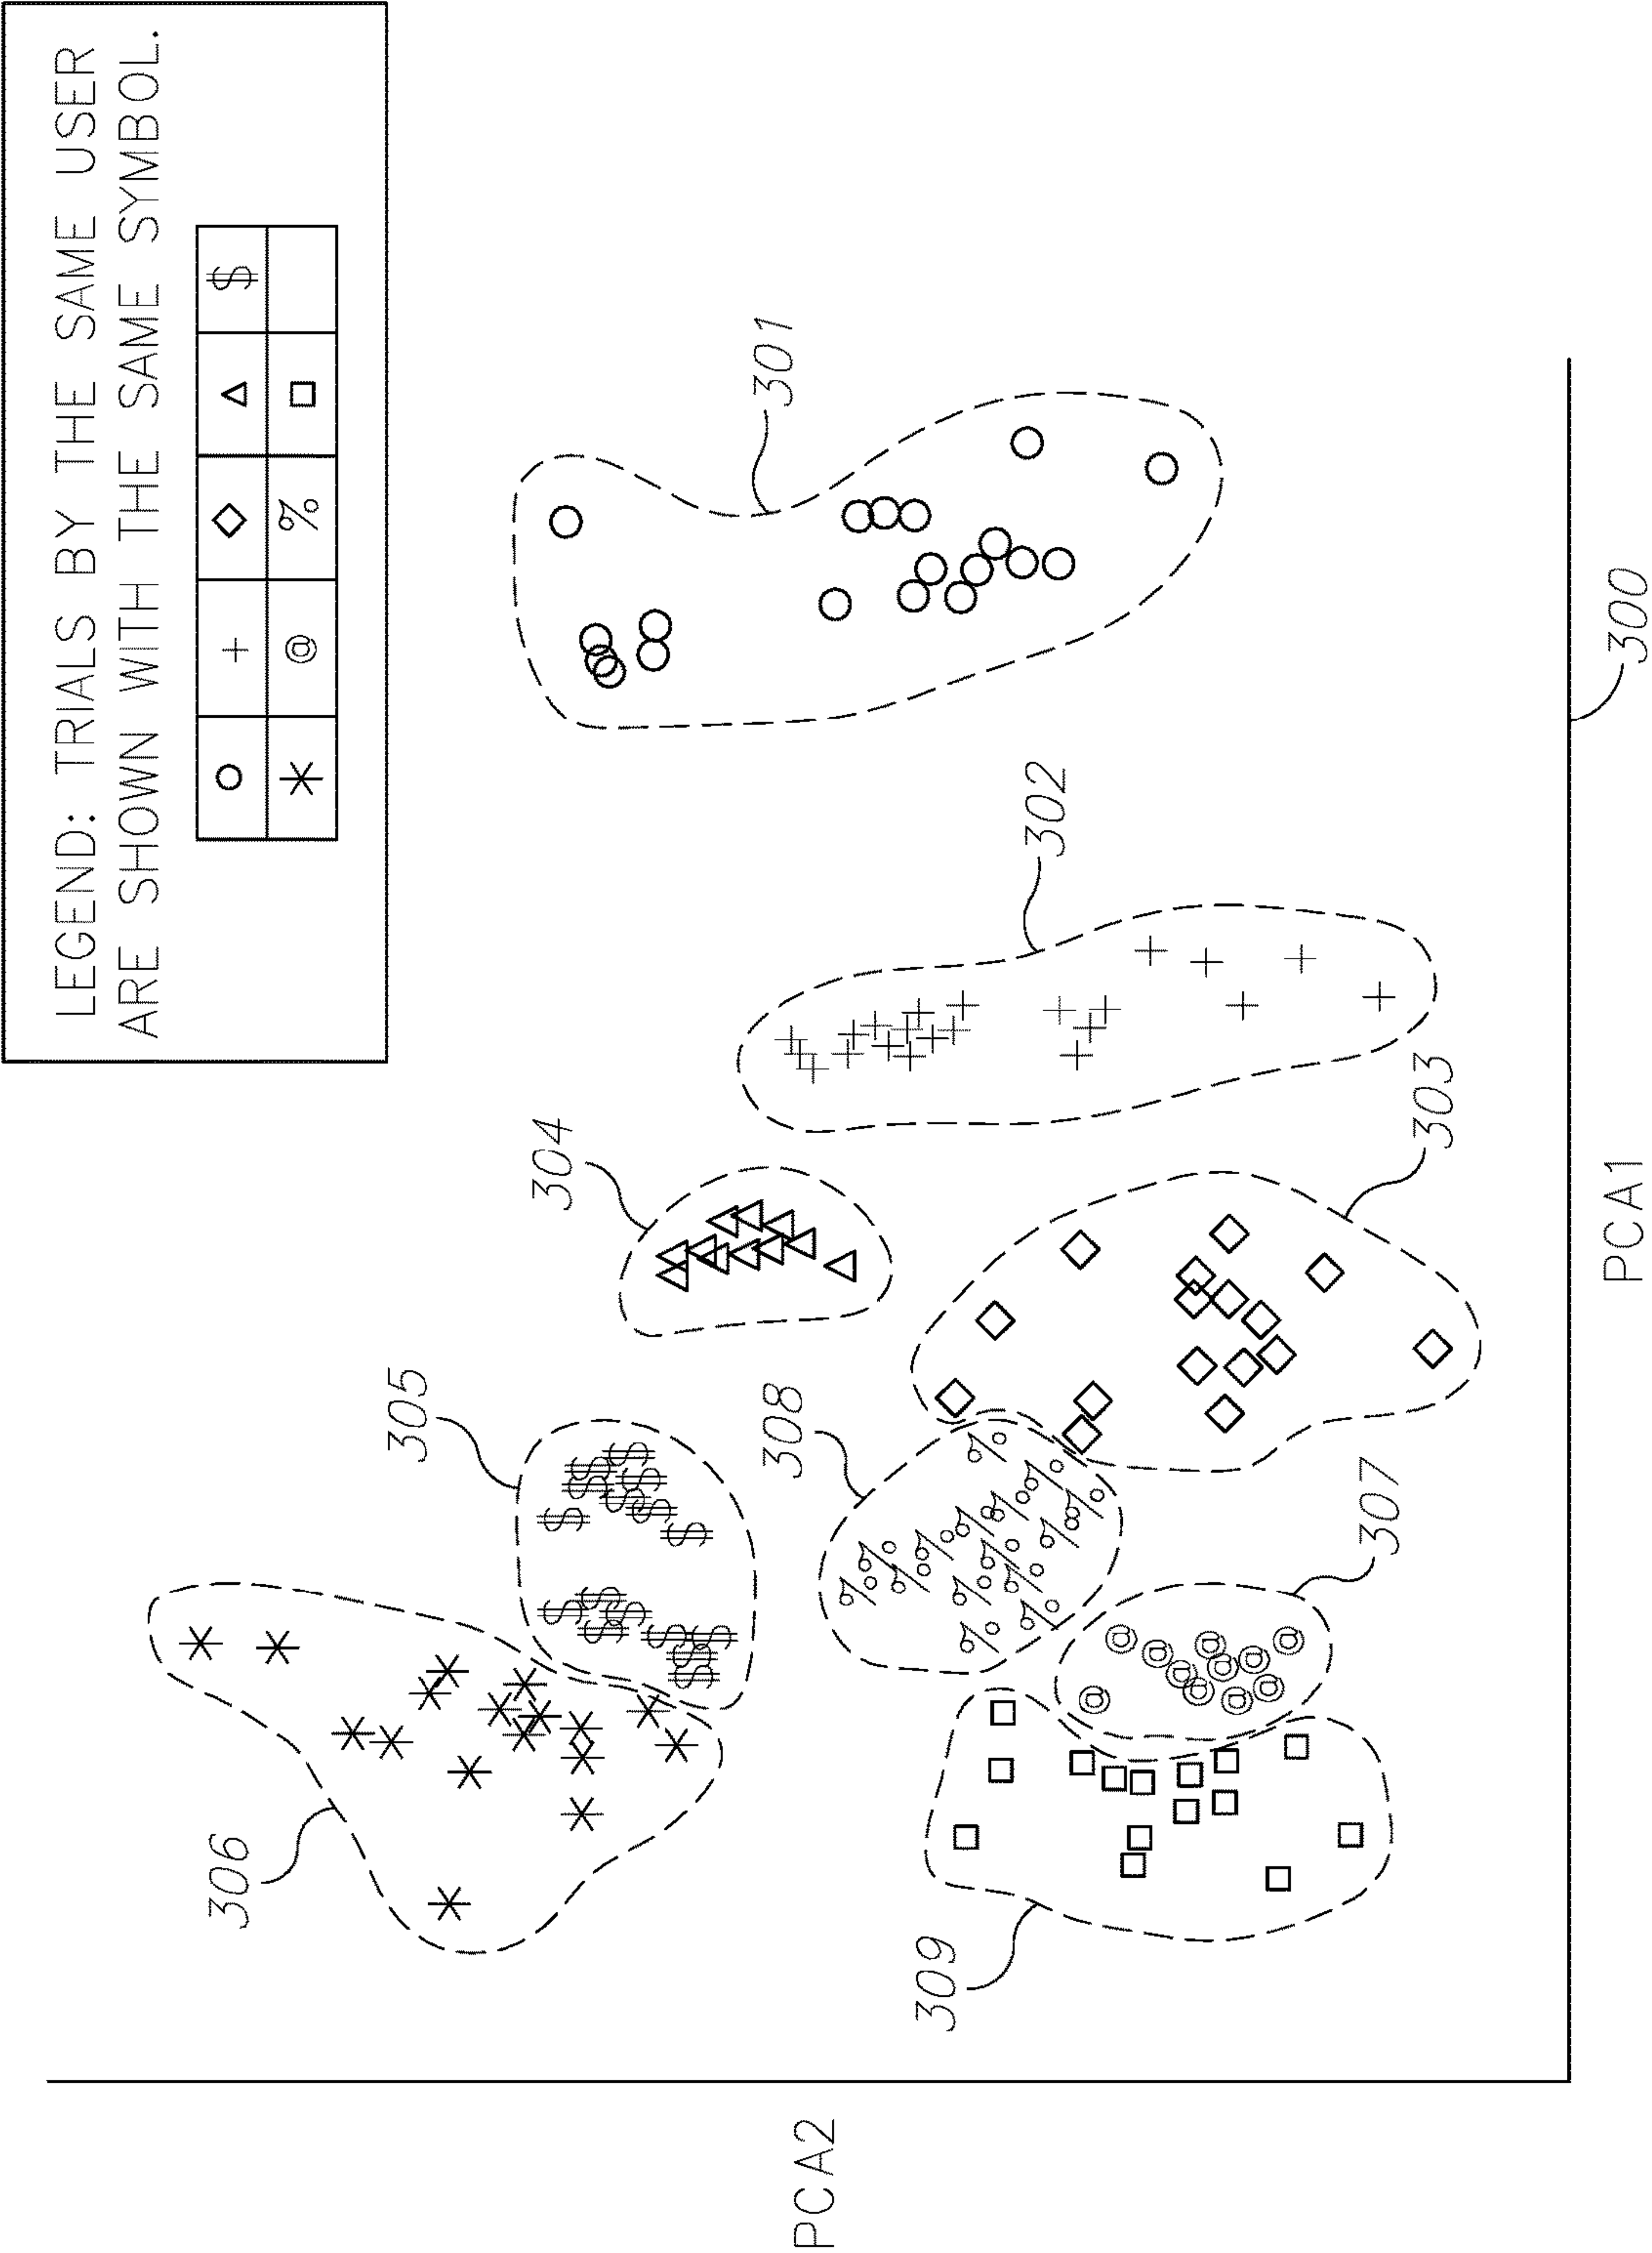 LEGEND: TRIALS BY THE SAME USER
ARE SHOWN WITH THE SAME SYMBOL.
○ + ◇ △ $
* @ % □
301
302
303
304
305
306
307
308
309
300
PCA1
PCA2